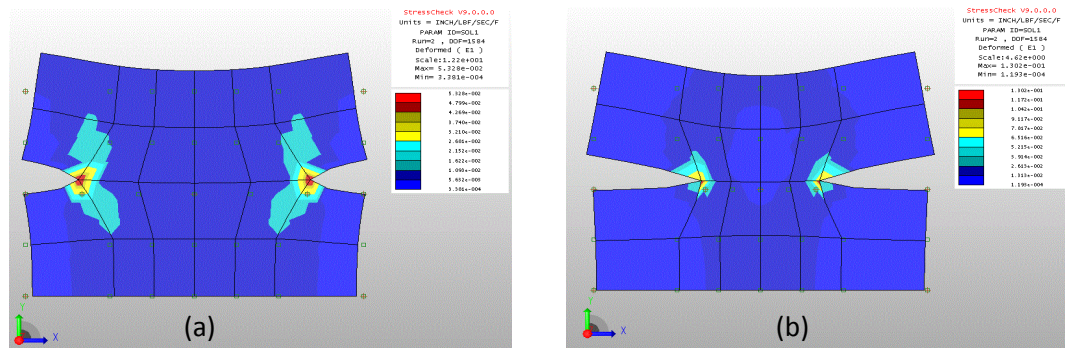 StressCheck V9.0.0.0
Units = INCH/LBF/SEC/F
PARAM ID=SOL1
Run=2 , DOF=1584
Deformed ( E1 )
Scale:1.22e+001
Max= 5.328e-002
Min= 3.381e-004
5.328e-002
4.799e-002
4.269e-002
3.740e-002
3.210e-002
2.681e-002
2.152e-002
1.622e-002
1.093e-002
5.632e-003
3.381e-004
Y
X
(a)
StressCheck V9.0.0.0
Units = INCH/LBF/SEC/F
PARAM ID=SOL1
Run=2 , DOF=1584
Deformed ( E1 )
Scale:4.62e+000
Max= 1.302e-001
Min= 1.193e-004
1.302e-001
1.172e-001
1.042e-001
9.117e-002
7.817e-002
6.516e-002
5.215e-002
3.914e-002
2.613e-002
1.313e-002
1.193e-004
Y
X
(b)